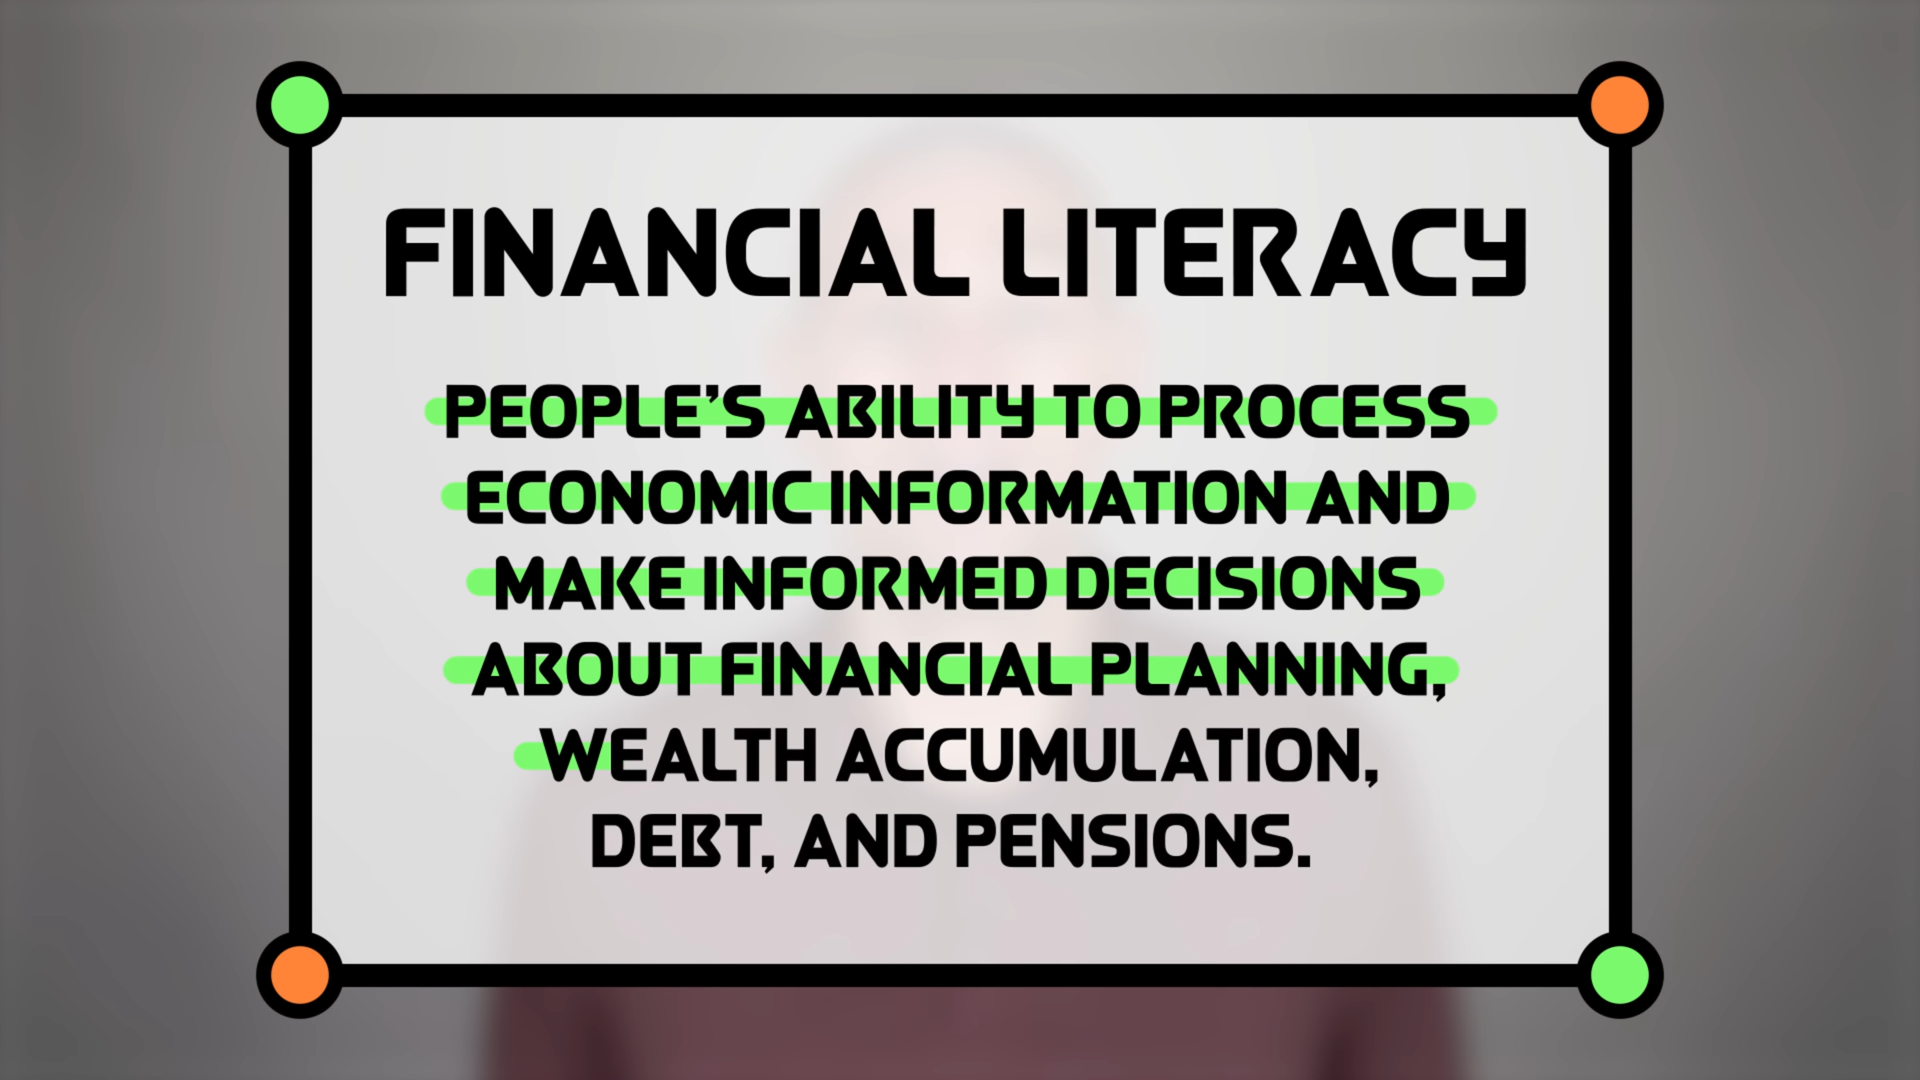 FINANCIAL LITERACY
PEOPLE'S ABILITY TO PROCESS
ECONOMIC INFORMATION AND
MAKE INFORMED DECISIONS
ABOUT FINANCIAL PLANNING,
WEALTH ACCUMULATION,
DEBT, AND PENSIONS.